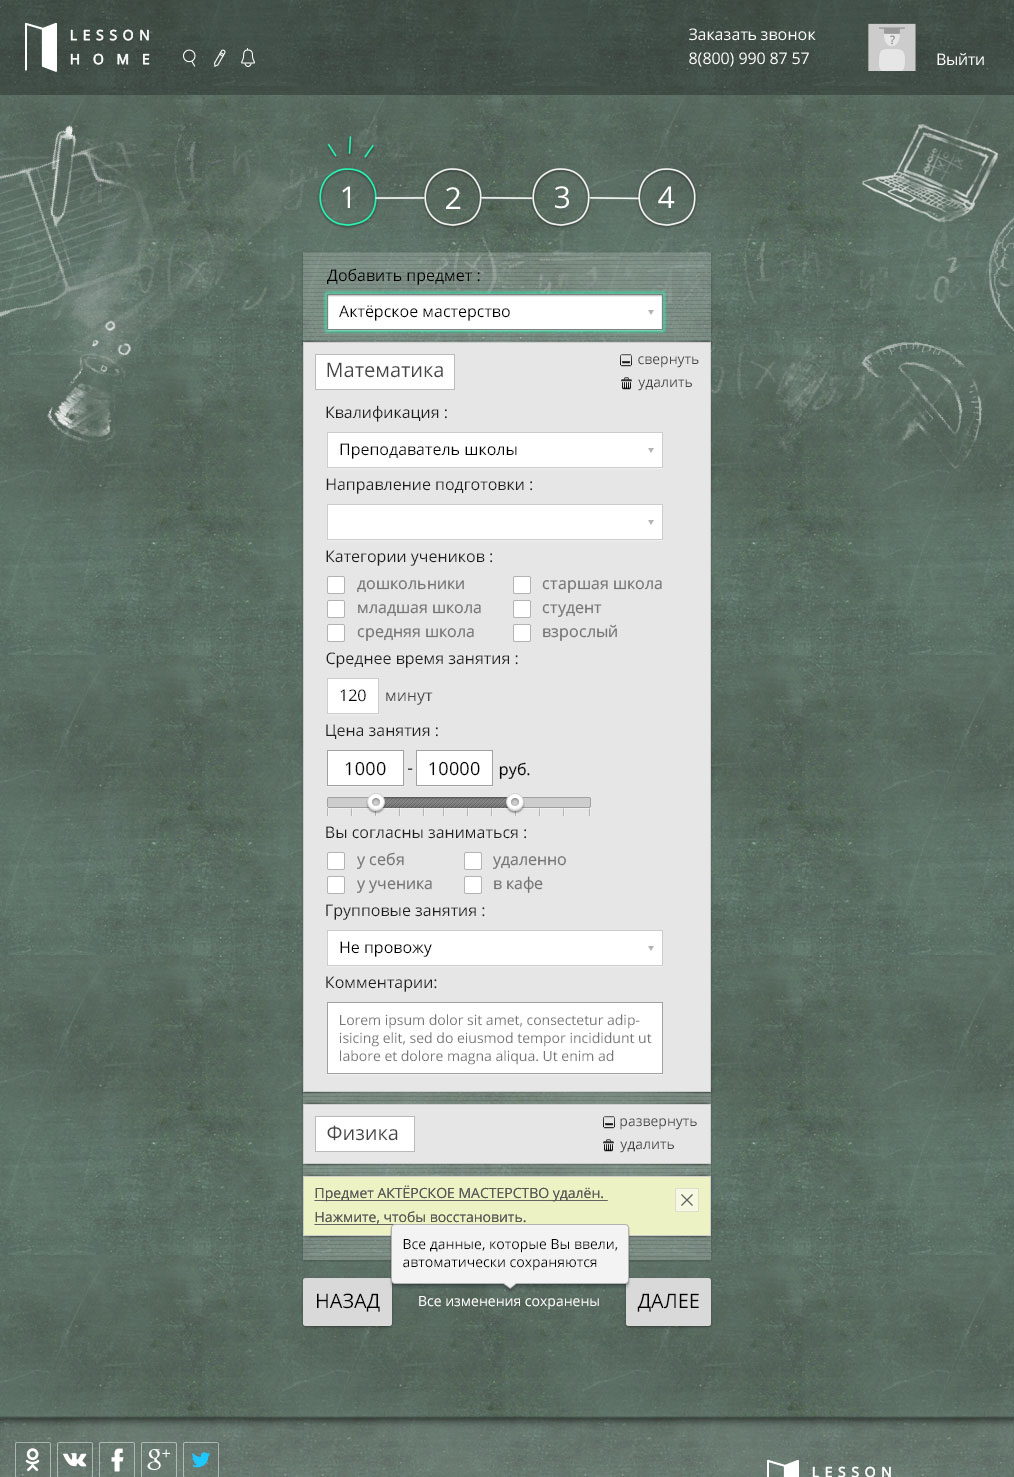 LESSON
HOME
Заказать звонок
8(800) 990 87 57
Выйти
1
2
3
4
Добавить предмет :
Актёрское мастерство
Математика
свернуть
удалить
Квалификация :
Преподаватель школы
Направление подготовки :
Категории учеников :
дошкольники
старшая школа
младшая школа
студент
средняя школа
взрослый
Среднее время занятия :
120 минут
Цена занятия :
1000 - 10000 руб.
Вы согласны заниматься :
у себя
удаленно
у ученика
в кафе
Групповые занятия :
Не провожу
Комментарии:
Lorem ipsum dolor sit amet, consectetur adip-
isicing elit, sed do eiusmod tempor incididunt ut
labore et dolore magna aliqua. Ut enim ad
Физика
развернуть
удалить
Предмет АКТЁРСКОЕ МАСТЕРСТВО удалён.
Нажмите, чтобы восстановить.
Все данные, которые Вы ввели,
автоматически сохраняются
НАЗАД
Все изменения сохранены
ДАЛЕЕ
LESSON